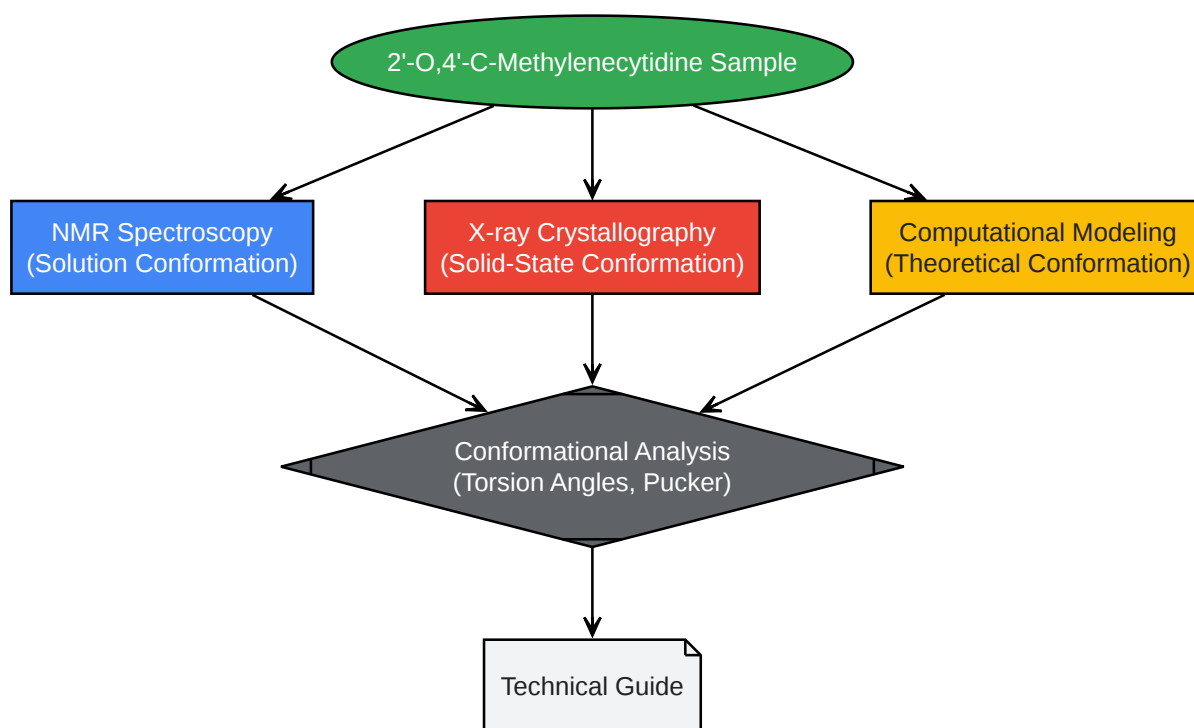 2'-O,4'-C-Methylenecytidine Sample
NMR Spectroscopy
(Solution Conformation)
X-ray Crystallography
(Solid-State Conformation)
Computational Modeling
(Theoretical Conformation)
Conformational Analysis
(Torsion Angles, Pucker)
Technical Guide